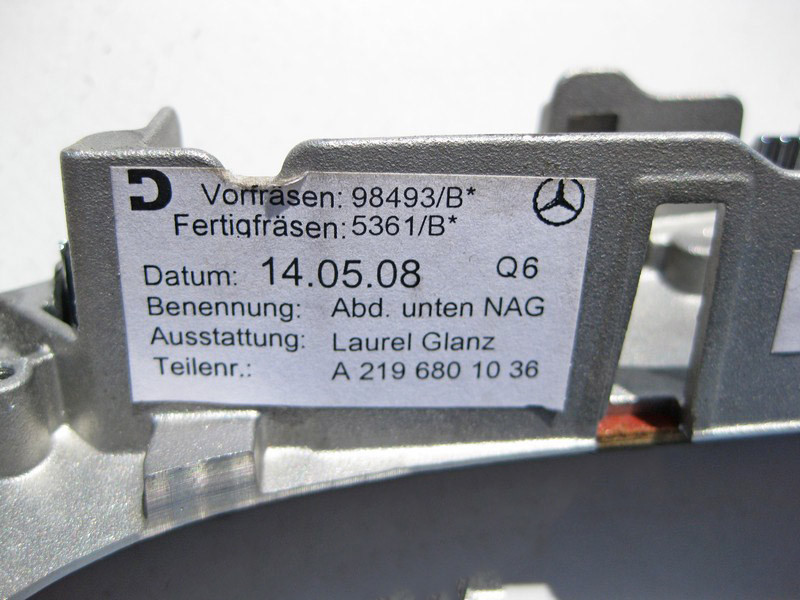 Vorfräsen: 98493/B*
Fertigfräsen: 5361/B*
Datum: 14.05.08 Q6
Benennung: Abd. unten NAG
Ausstattung: Laurel Glanz
Teilenr.: A 219 680 10 36